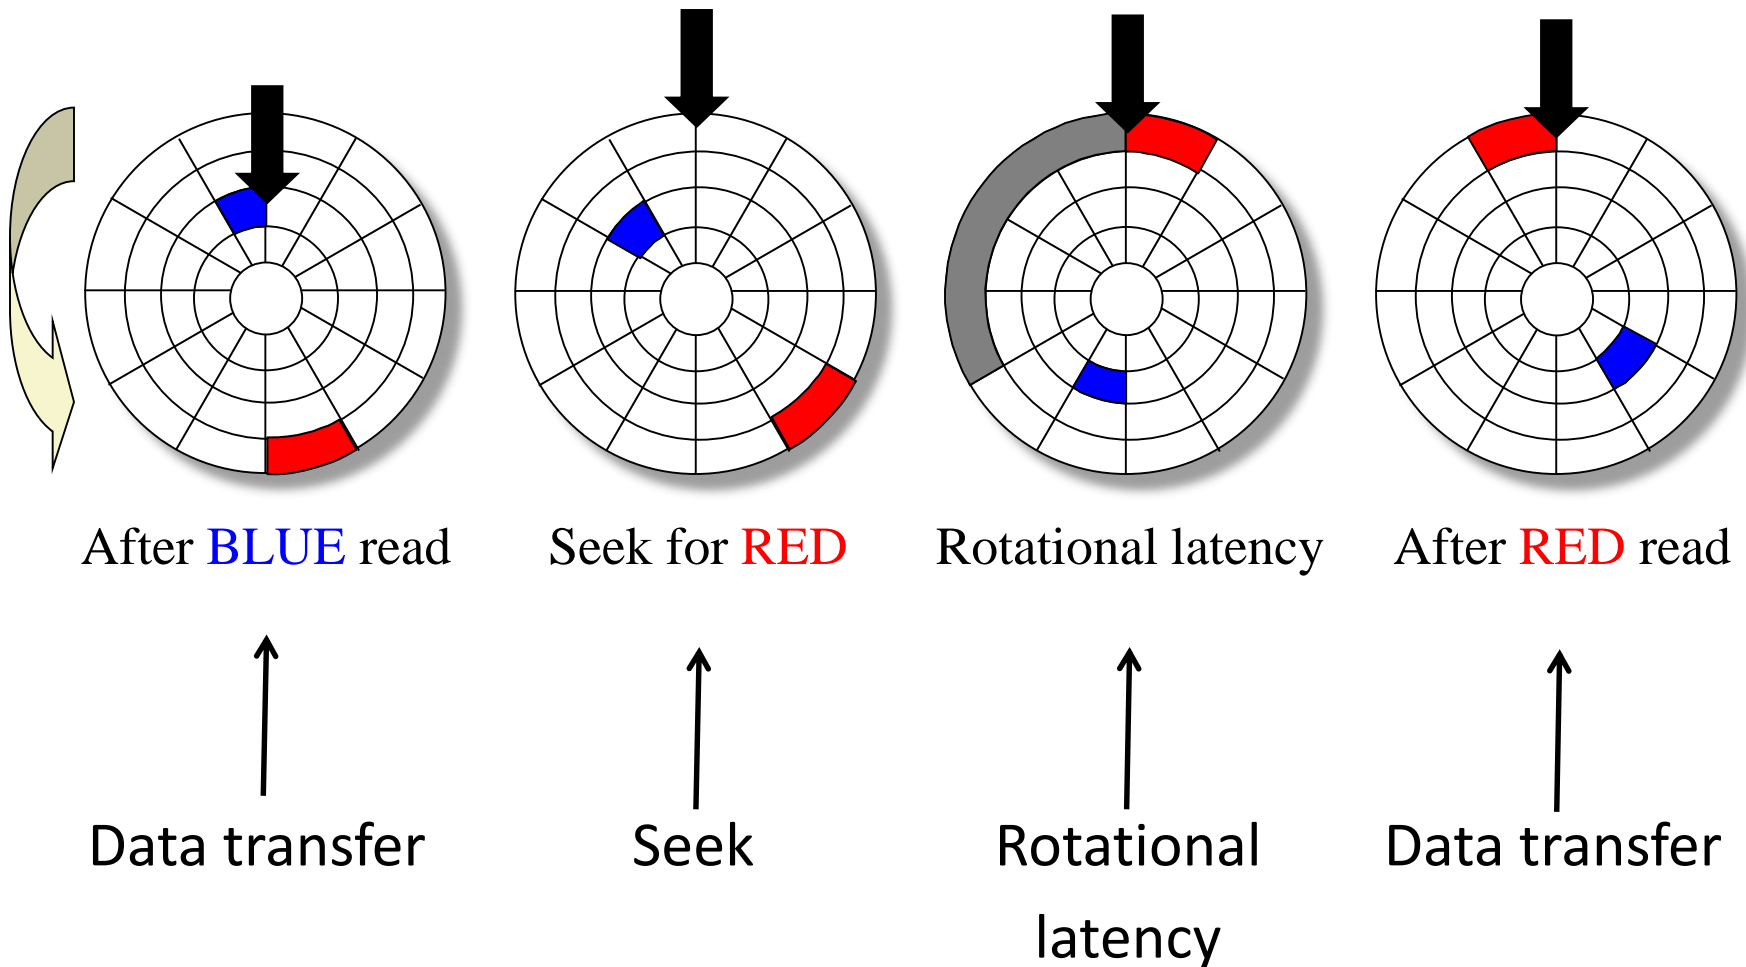 After BLUE read
Seek for RED
Rotational latency
After RED read
Data transfer
Seek
Rotational
latency
Data transfer